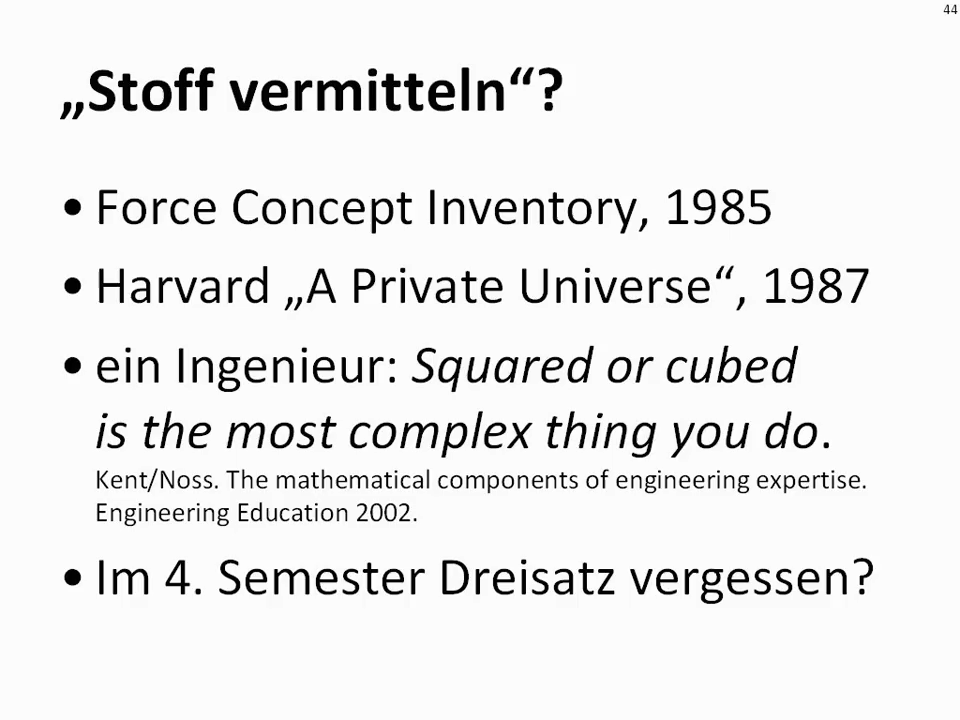 44
„Stoff vermitteln“?
• Force Concept Inventory, 1985
• Harvard „A Private Universe“, 1987
• ein Ingenieur: Squared or cubed
is the most complex thing you do.
Kent/Noss. The mathematical components of engineering expertise.
Engineering Education 2002.
• Im 4. Semester Dreisatz vergessen?